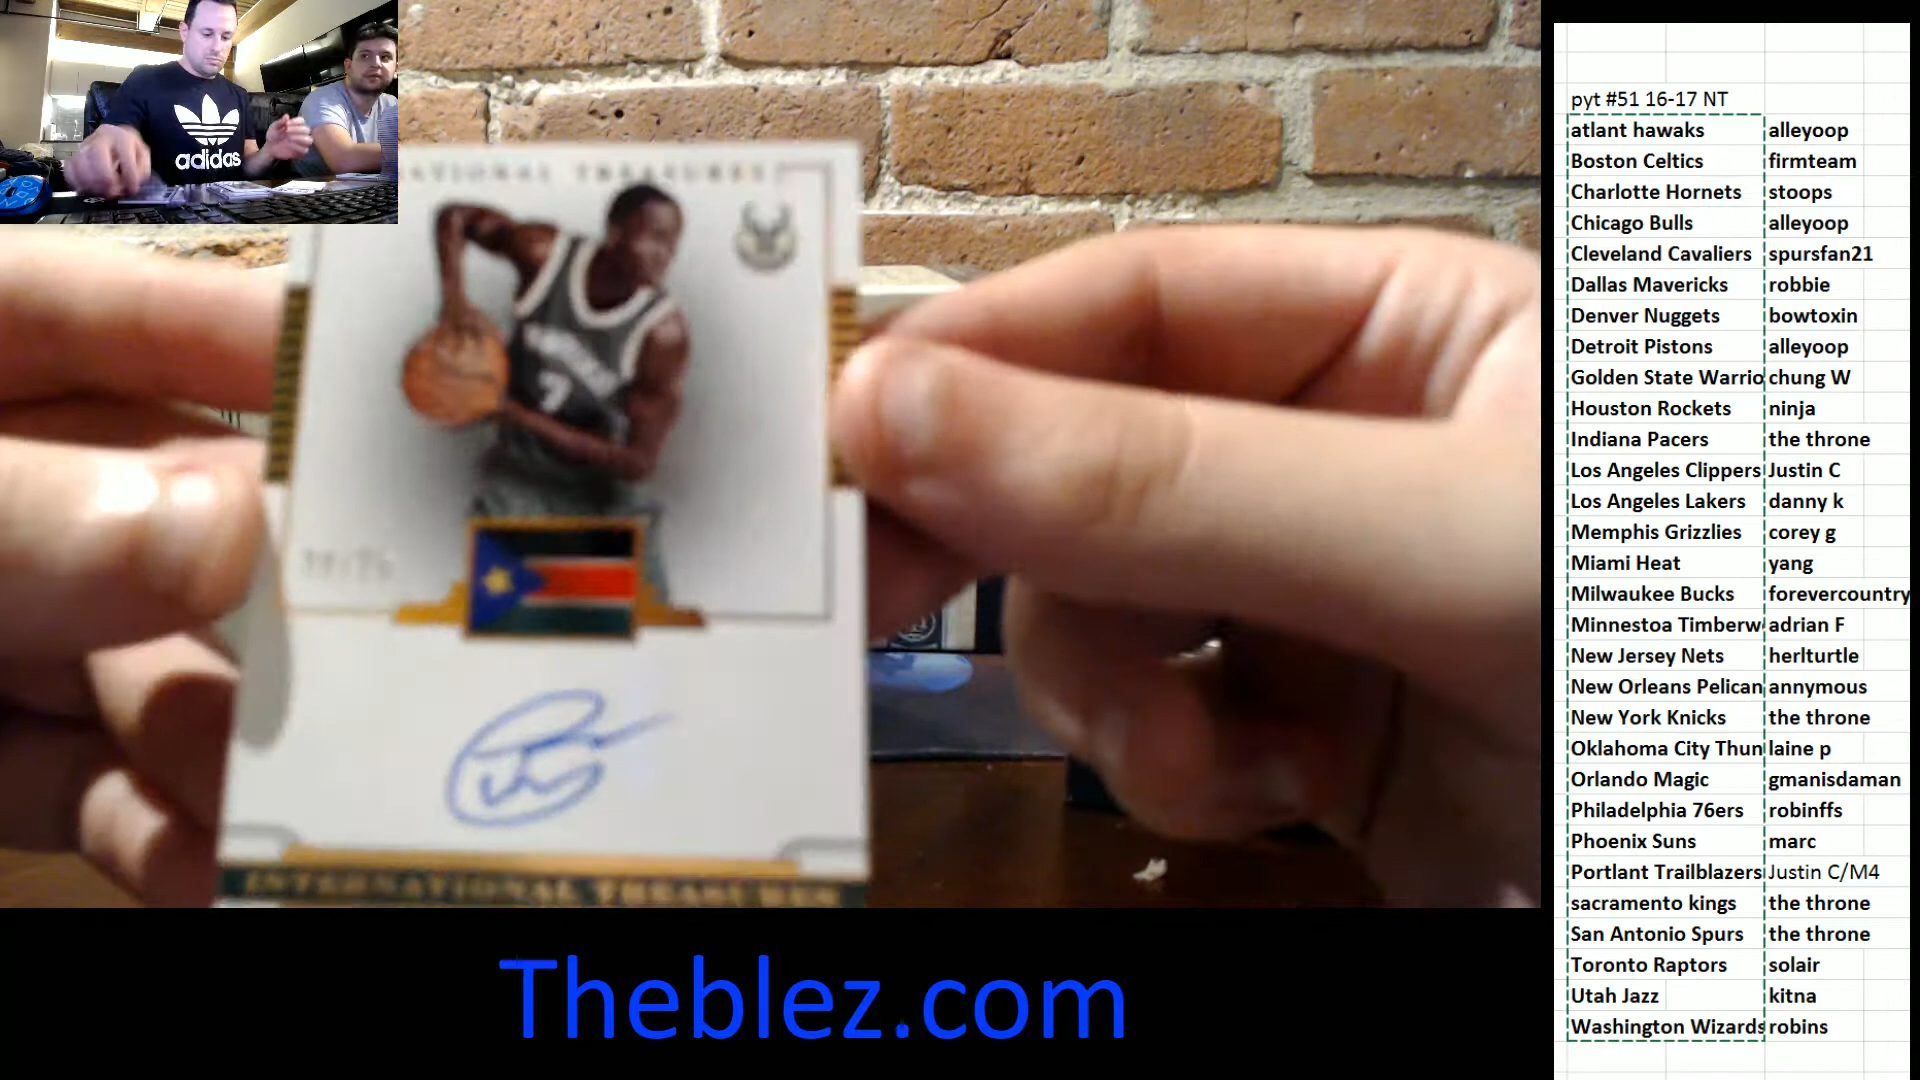 adidas
NATIONAL TREASURES
7
INTERNATIONAL TREASURES
Theblez.com
pyt #51 16-17 NT
atlant hawaks alleyoop
Boston Celtics firmteam
Charlotte Hornets stoops
Chicago Bulls alleyoop
Cleveland Cavaliers spursfan21
Dallas Mavericks robbie
Denver Nuggets bowtoxin
Detroit Pistons alleyoop
Golden State Warrio chung W
Houston Rockets ninja
Indiana Pacers the throne
Los Angeles Clippers Justin C
Los Angeles Lakers danny k
Memphis Grizzlies corey g
Miami Heat yang
Milwaukee Bucks forevercountry
Minnestoa Timberw adrian F
New Jersey Nets herlturtle
New Orleans Pelican annymous
New York Knicks the throne
Oklahoma City Thun laine p
Orlando Magic gmanisdaman
Philadelphia 76ers robinffs
Phoenix Suns marc
Portlant Trailblazers Justin C/M4
sacramento kings the throne
San Antonio Spurs the throne
Toronto Raptors solair
Utah Jazz kitna
Washington Wizards robins